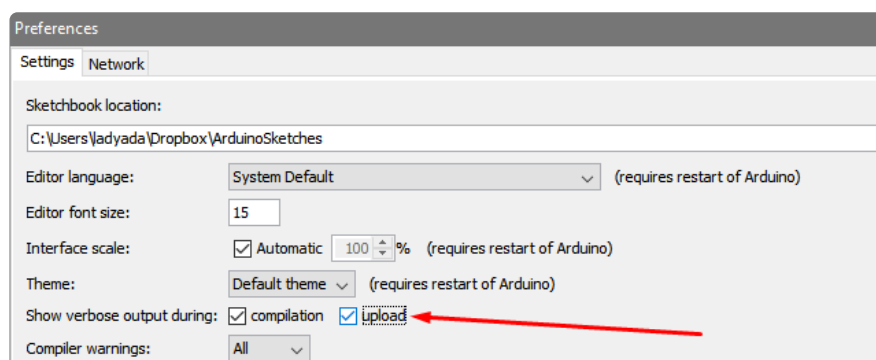 Preferences
Settings Network
Sketchbook location:
C:\Users\ladyada\Dropbox\ArduinoSketches
Editor language: System Default (requires restart of Arduino)
Editor font size: 15
Interface scale: Automatic 100 % (requires restart of Arduino)
Theme: Default theme (requires restart of Arduino)
Show verbose output during: compilation upload
Compiler warnings: All